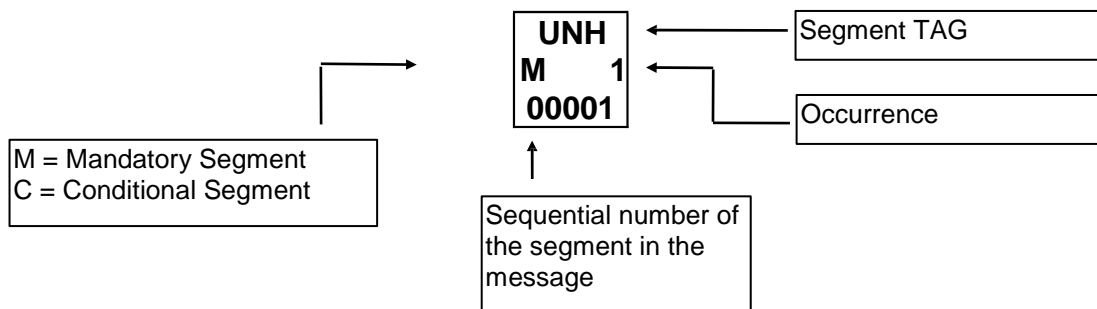 UNH
M 1
00001
Segment TAG
Occurrence
M = Mandatory Segment
C = Conditional Segment
Sequential number of
the segment in the
message